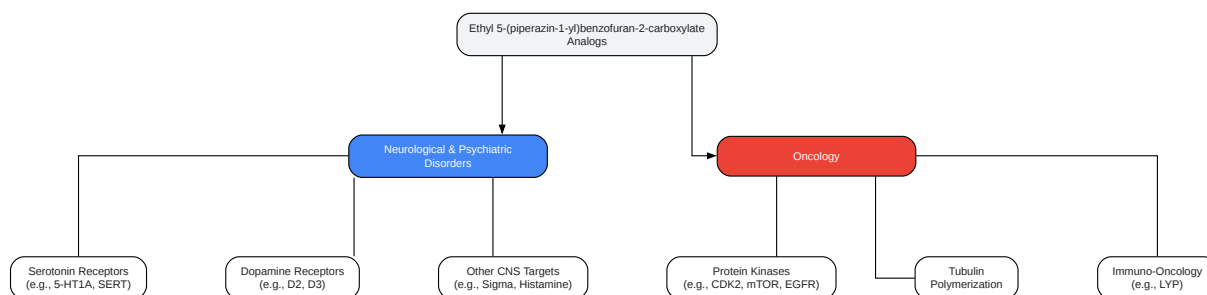 Ethyl 5-(piperazin-1-yl)benzofuran-2-carboxylate
Analogs
Neurological & Psychiatric
Disorders
Oncology
Serotonin Receptors
(e.g., 5-HT1A, SERT)
Dopamine Receptors
(e.g., D2, D3)
Other CNS Targets
(e.g., Sigma, Histamine)
Protein Kinases
(e.g., CDK2, mTOR, EGFR)
Tubulin
Polymerization
Immuno-Oncology
(e.g., LYP)